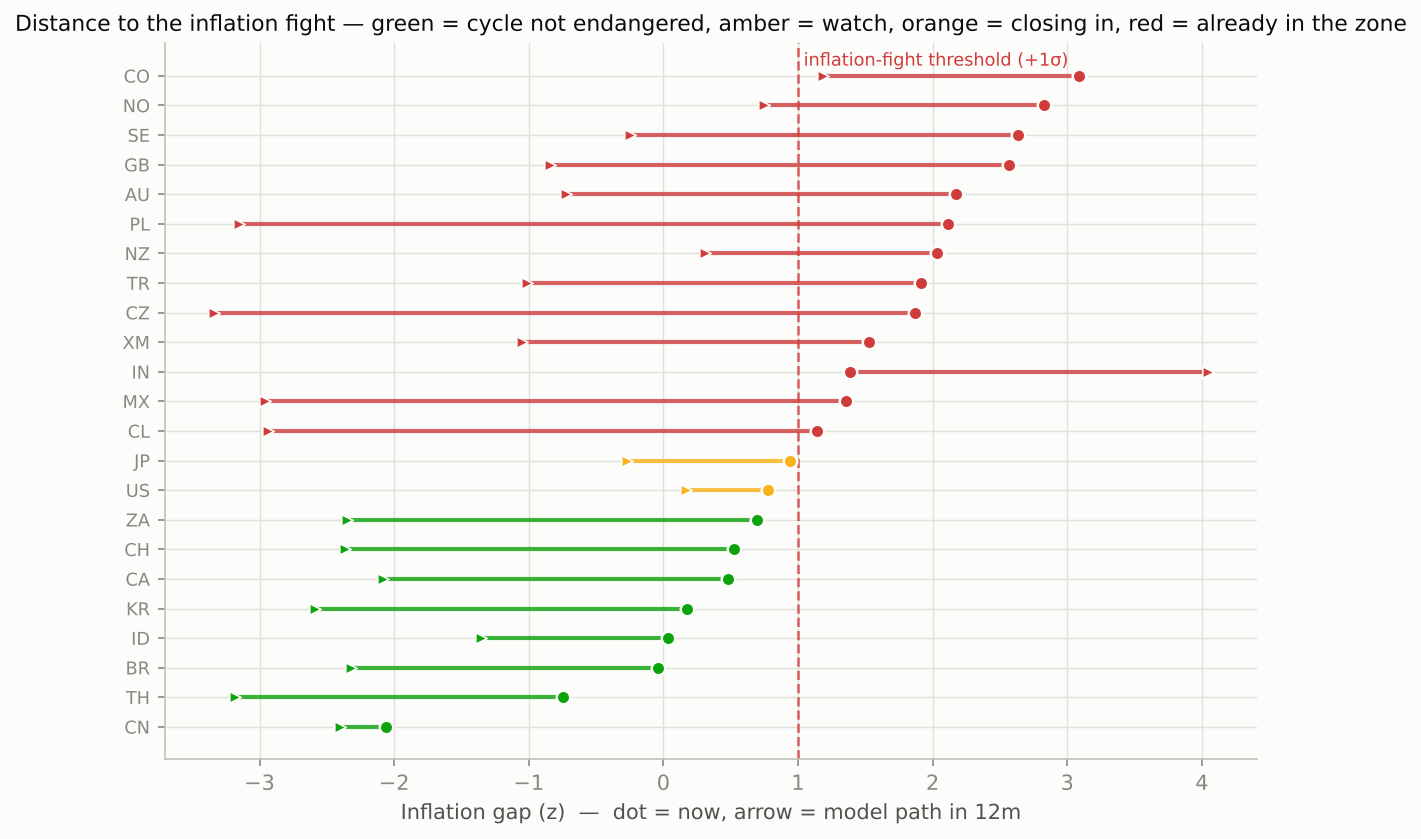 Distance to the inflation fight — green = cycle not endangered, amber = watch, orange = closing in, red = already in the zone
inflation-fight threshold (+1σ)
CO
NO
SE
GB
AU
PL
NZ
TR
CZ
XM
IN
MX
CL
JP
US
ZA
CH
CA
KR
ID
BR
TH
CN
−3 −2 −1 0 1 2 3 4
Inflation gap (z) — dot = now, arrow = model path in 12m